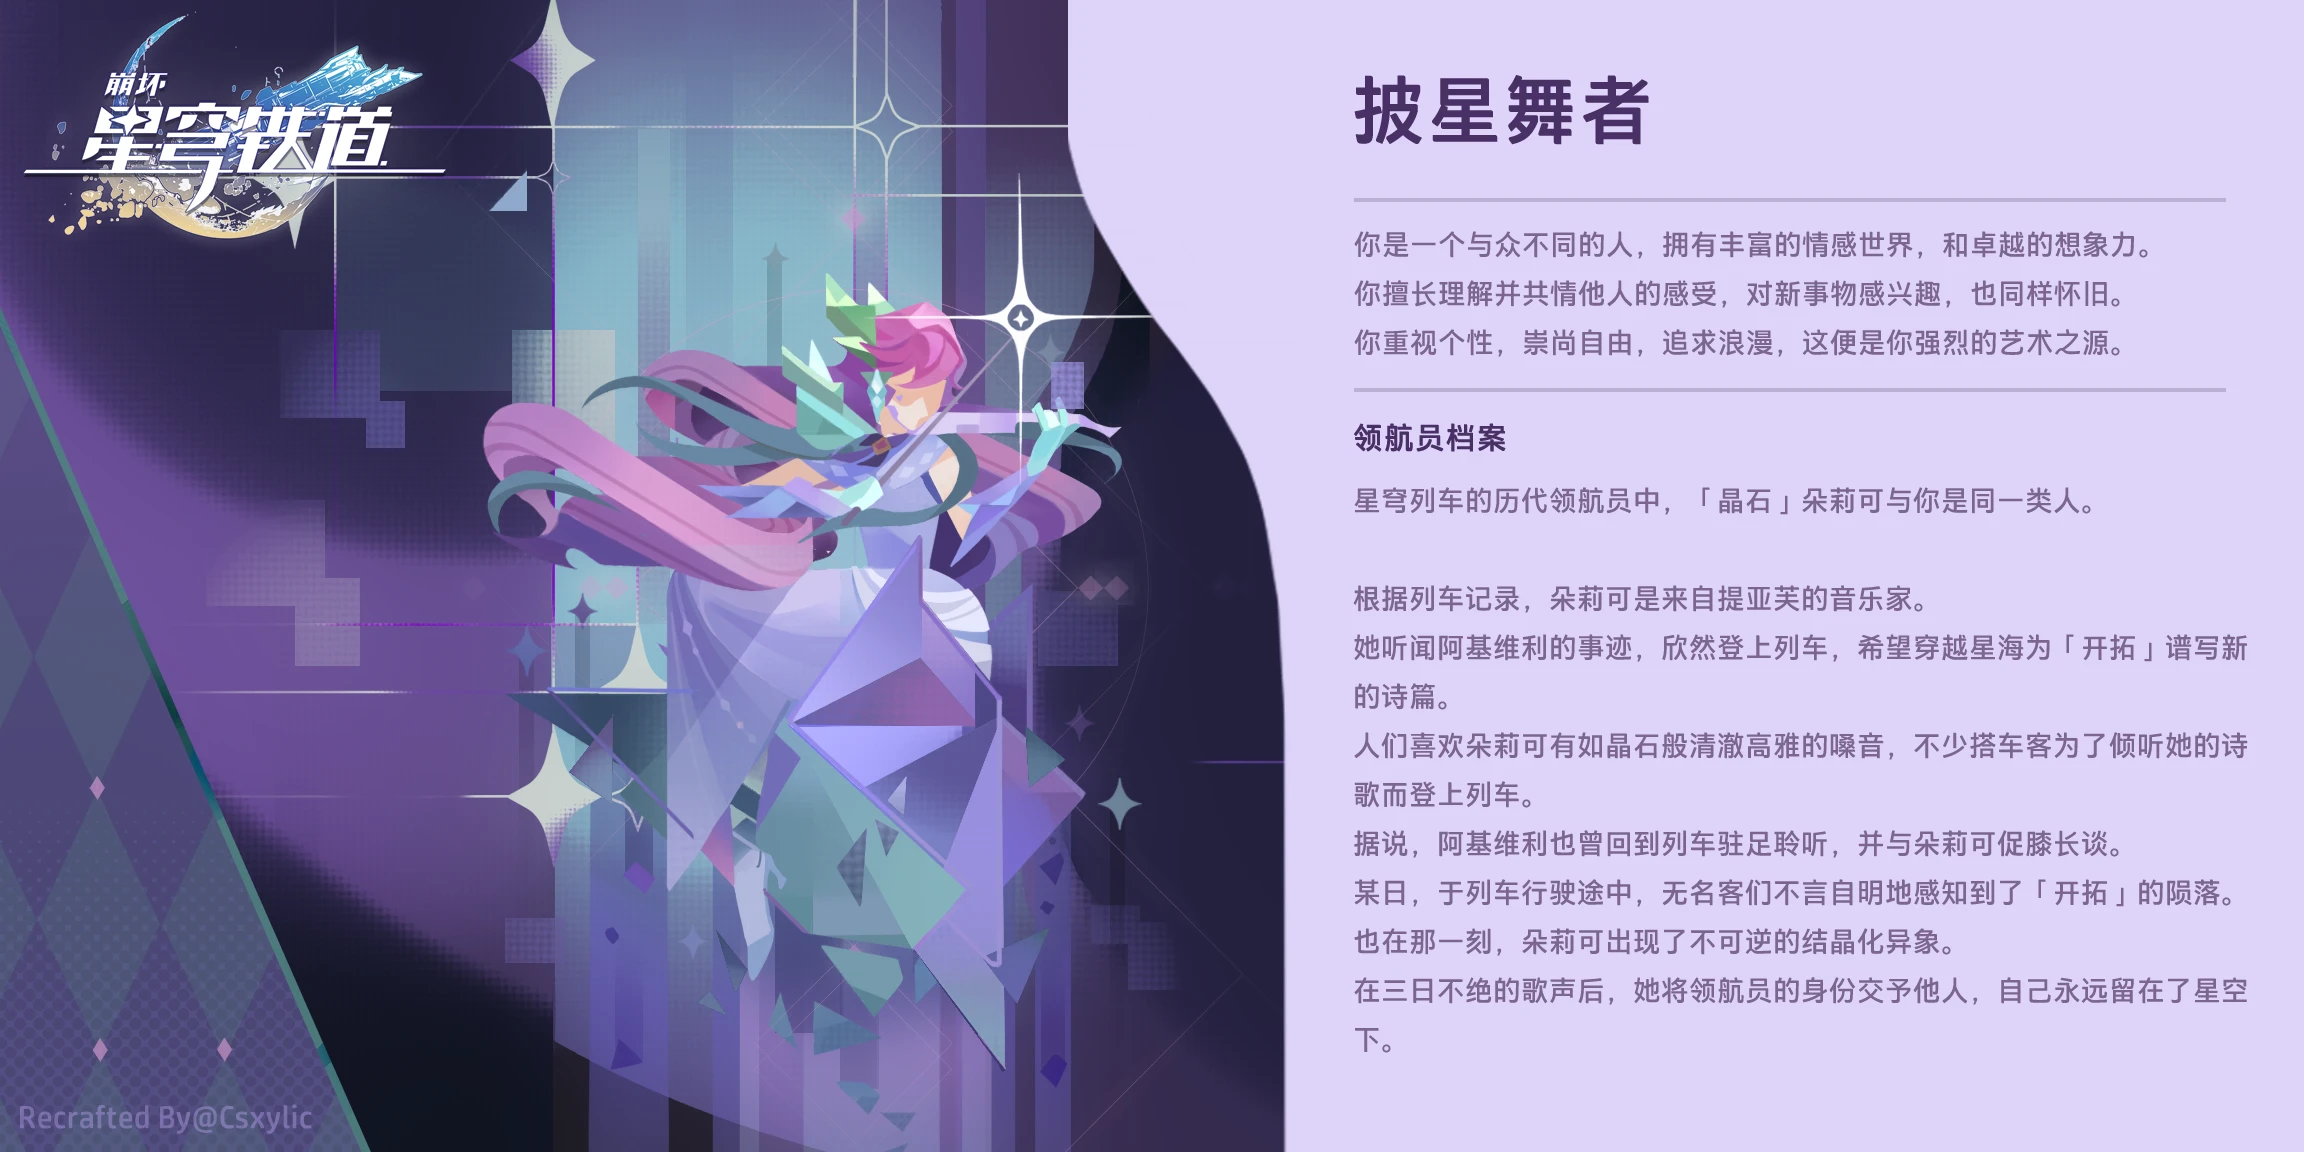 崩坏
星穹铁道
披星舞者
你是一个与众不同的人，拥有丰富的情感世界，和卓越的想象力。
你擅长理解并共情他人的感受，对新事物感兴趣，也同样怀旧。
你重视个性，崇尚自由，追求浪漫，这便是你强烈的艺术之源。
领航员档案
星穹列车的历代领航员中，「晶石」朵莉可与你是同一类人。
根据列车记录，朵莉可是来自提亚芙的音乐家。
她听闻阿基维利的事迹，欣然登上列车，希望穿越星海为「开拓」谱写新
的诗篇。
人们喜欢朵莉可有如晶石般清澈高雅的嗓音，不少搭车客为了倾听她的诗
歌而登上列车。
据说，阿基维利也曾回到列车驻足聆听，并与朵莉可促膝长谈。
某日，于列车行驶途中，无名客们不言自明地感知到了「开拓」的陨落。
也在那一刻，朵莉可出现了不可逆的结晶化异象。
在三日不绝的歌声后，她将领航员的身份交予他人，自己永远留在了星空
下。
Recrafted By@Csxylic